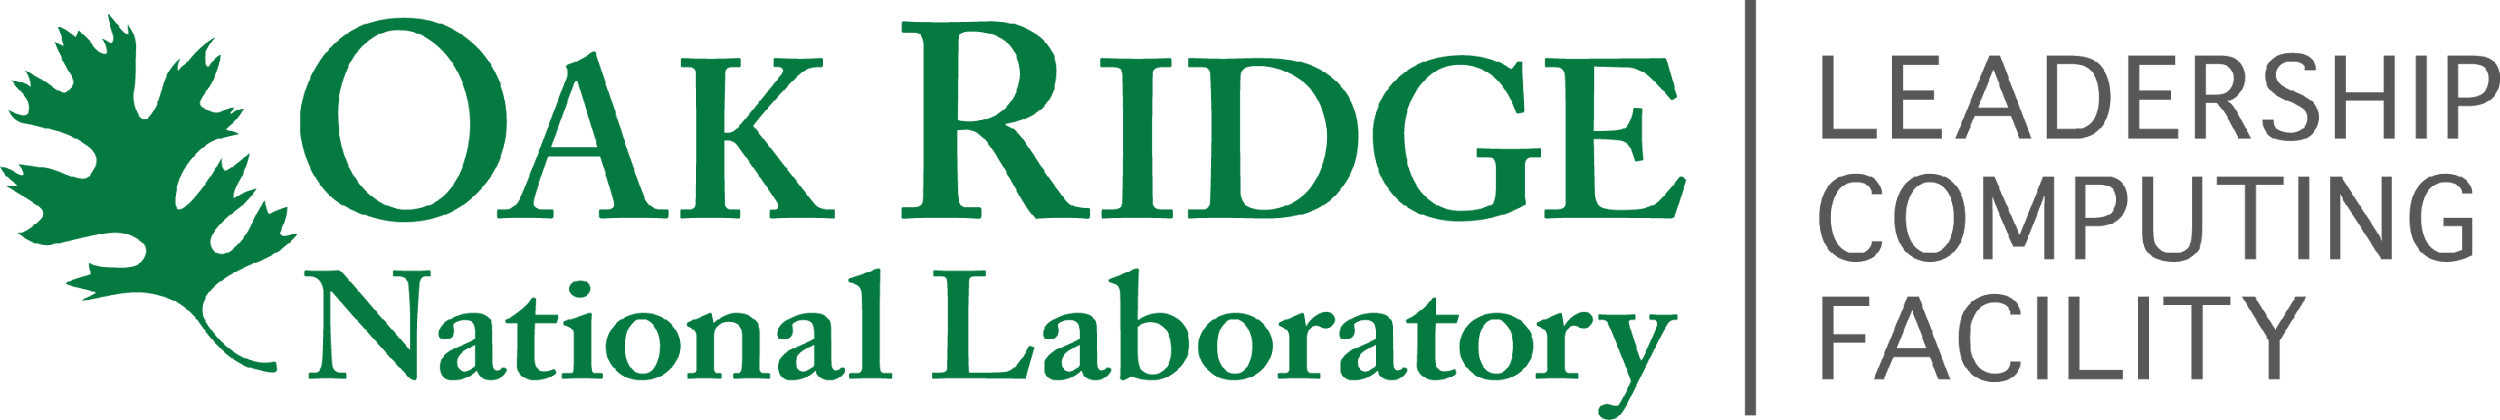 OAK RIDGE
National Laboratory
LEADERSHIP
COMPUTING
FACILITY